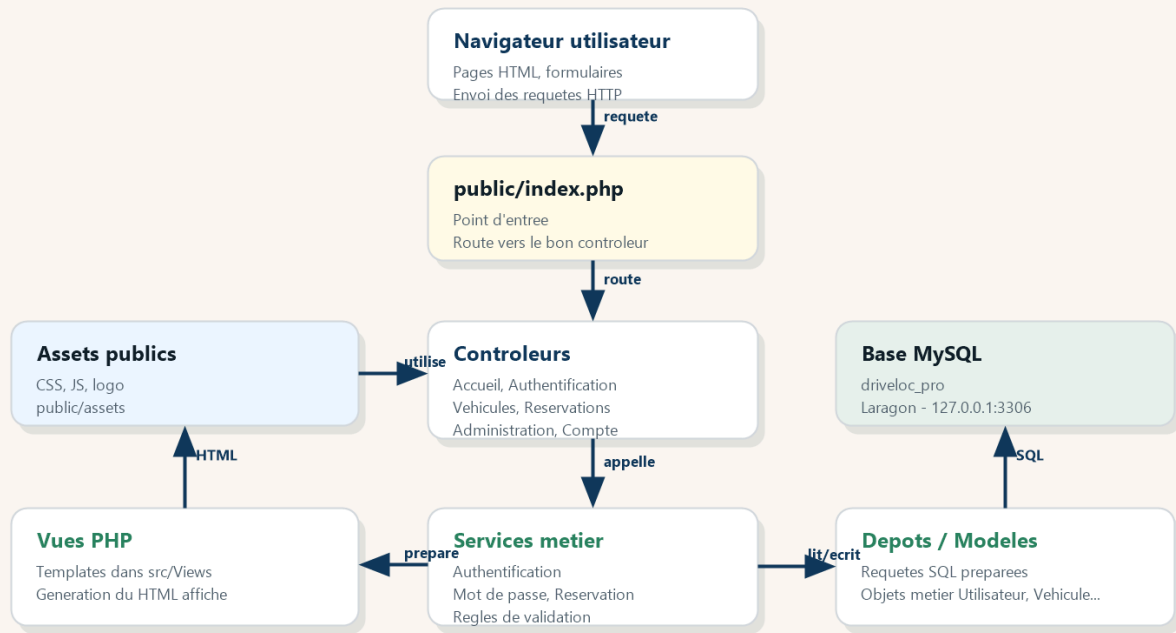 Navigateur utilisateur
Pages HTML, formulaires
Envoi des requetes HTTP
requete
public/index.php
Point d'entree
Route vers le bon controleur
route
Assets publics
CSS, JS, logo
public/assets
utilise
Controleurs
Accueil, Authentification
Vehicules, Reservations
Administration, Compte
Base MySQL
driveloc_pro
Laragon - 127.0.0.1:3306
HTML
appelle
SQL
Vues PHP
Templates dans src/Views
Generation du HTML affiche
prepare
Services metier
Authentification
Mot de passe, Reservation
Regles de validation
lit/ecrit
Depots / Modeles
Requetes SQL preparees
Objets metier Utilisateur, Vehicule...